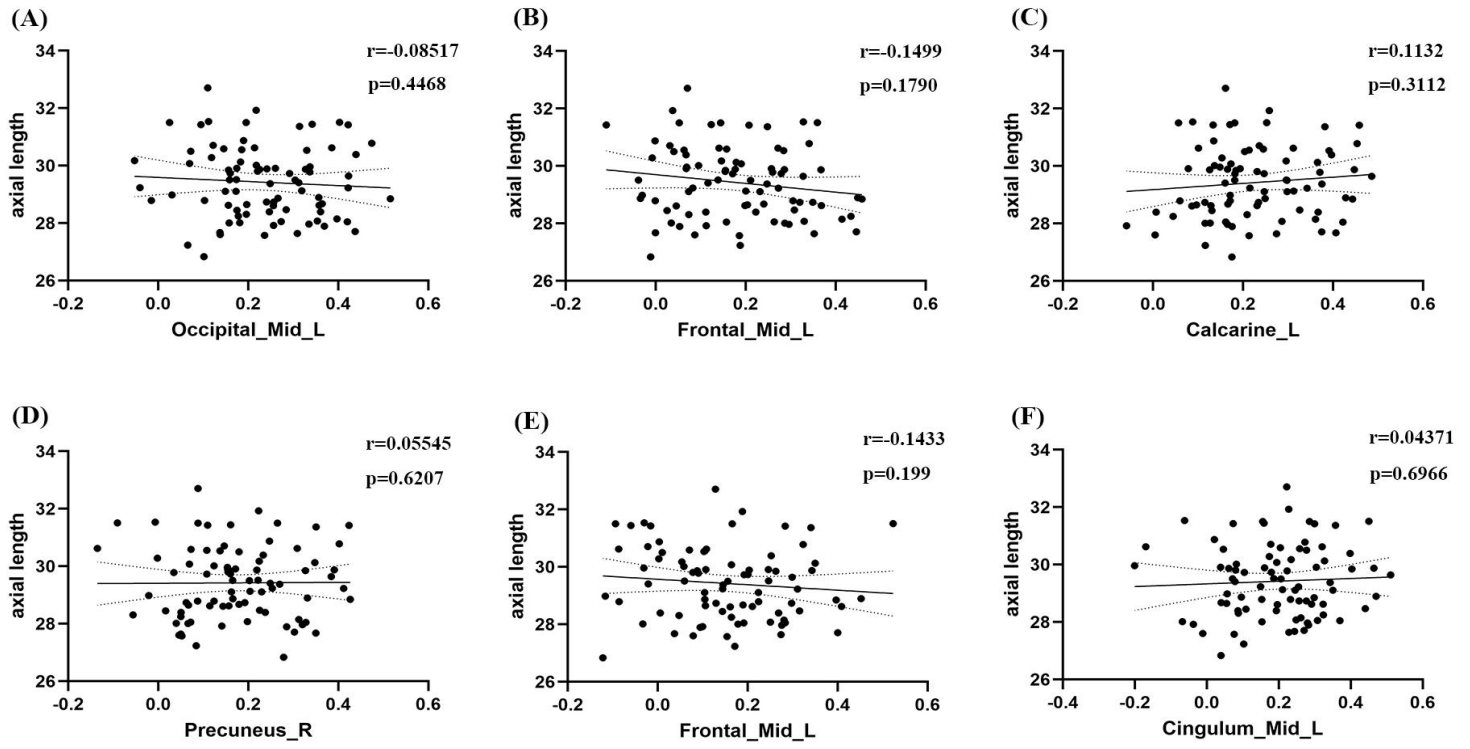 (A)
r=-0.08517
p=0.4468
axial length
34
32
30
28
26
-0.2 0.0 0.2 0.4 0.6
Occipital_Mid_L
(B)
r=-0.1499
p=0.1790
axial length
34
32
30
28
26
-0.2 0.0 0.2 0.4 0.6
Frontal_Mid_L
(C)
r=0.1132
p=0.3112
axial length
34
32
30
28
26
-0.2 0.0 0.2 0.4 0.6
Calcarine_L
(D)
r=0.05545
p=0.6207
axial length
34
32
30
28
26
-0.2 0.0 0.2 0.4 0.6
Precuneus_R
(E)
r=-0.1433
p=0.199
axial length
34
32
30
28
26
-0.2 0.0 0.2 0.4 0.6
Frontal_Mid_L
(F)
r=0.04371
p=0.6966
axial length
34
32
30
28
26
-0.4 -0.2 0.0 0.2 0.4 0.6
Cingulum_Mid_L